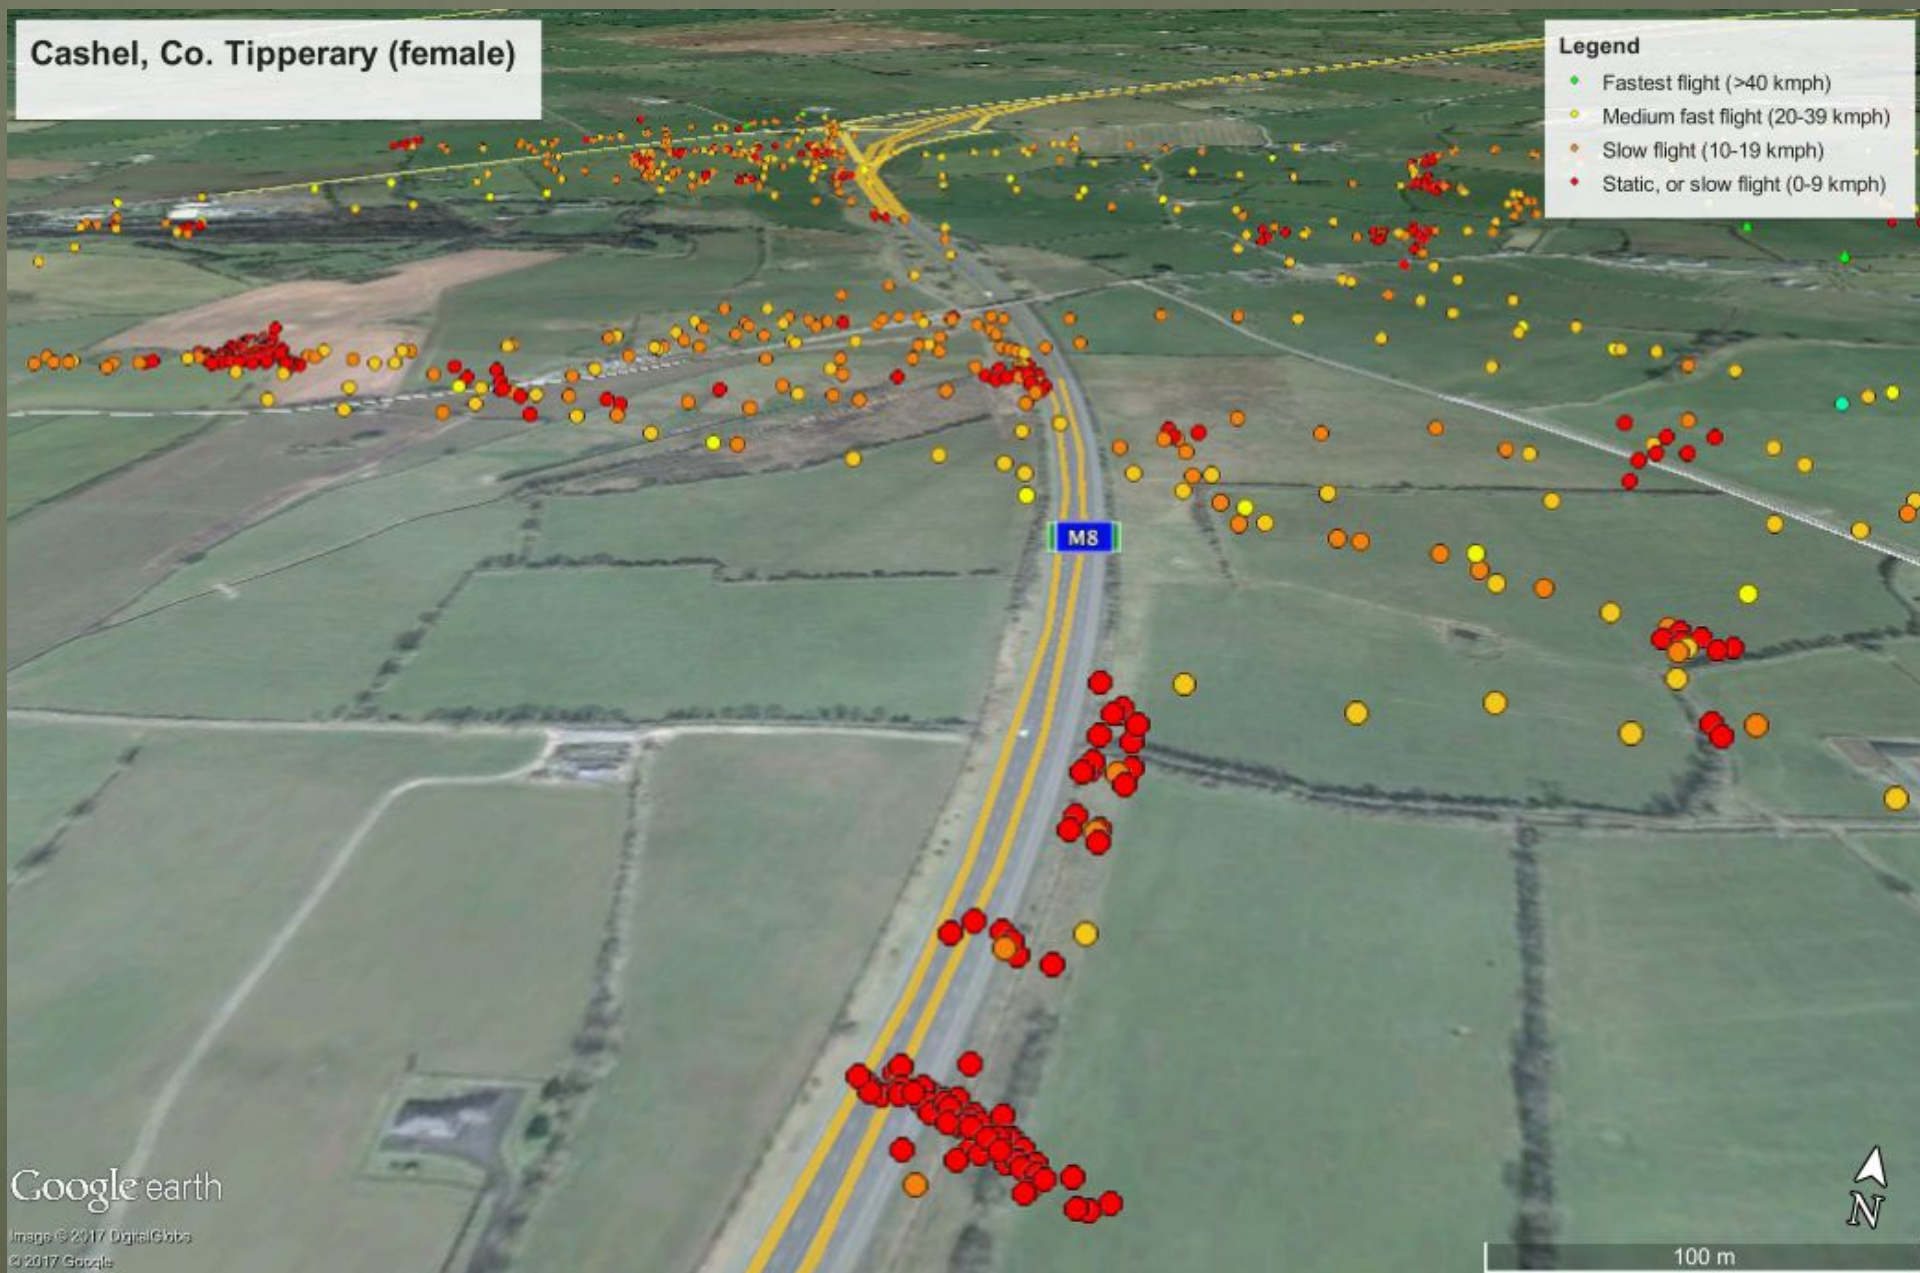 Cashel, Co. Tipperary (female)
Legend
Fastest flight (>40 kmph)
Medium fast flight (20-39 kmph)
Slow flight (10-19 kmph)
Static, or slow flight (0-9 kmph)
M8
Google earth
Image © 2017 DigitalGlobe
© 2017 Google
N
100 m